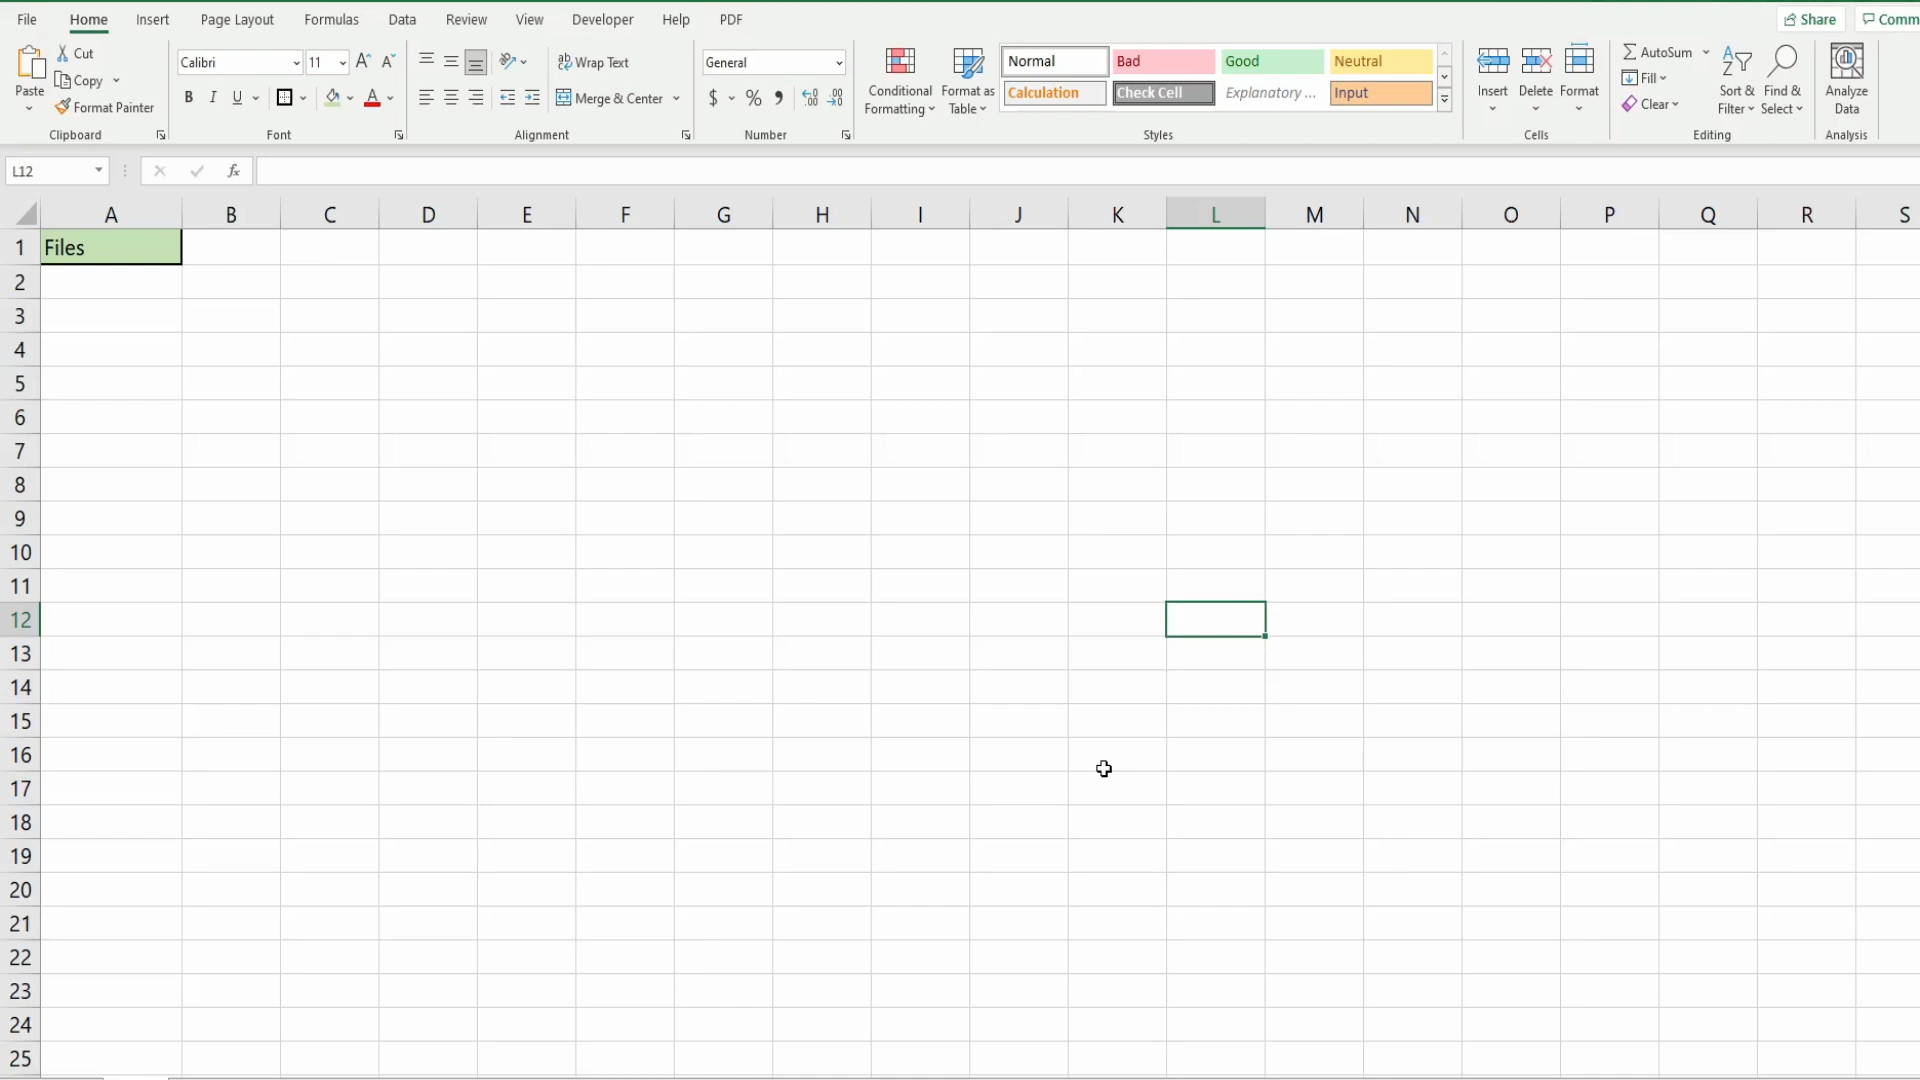 File Home Insert Page Layout Formulas Data Review View Developer Help PDF Share Comm
Paste Cut Copy Format Painter Clipboard
Calibri 11 A A B I U A Font
ab Wrap Text Merge & Center Alignment
General $ % 9 Number
Conditional Formatting Format as Table Normal Bad Good Neutral
Calculation Check Cell Explanatory ... Input Styles
Insert Delete Format Cells
AutoSum Fill Clear Sort & Filter Find & Select Editing
Analyze Data Analysis
L12 fx
A B C D E F G H I J K L M N O P Q R S
1 Files
2
3
4
5
6
7
8
9
10
11
12
13
14
15
16
17
18
19
20
21
22
23
24
25